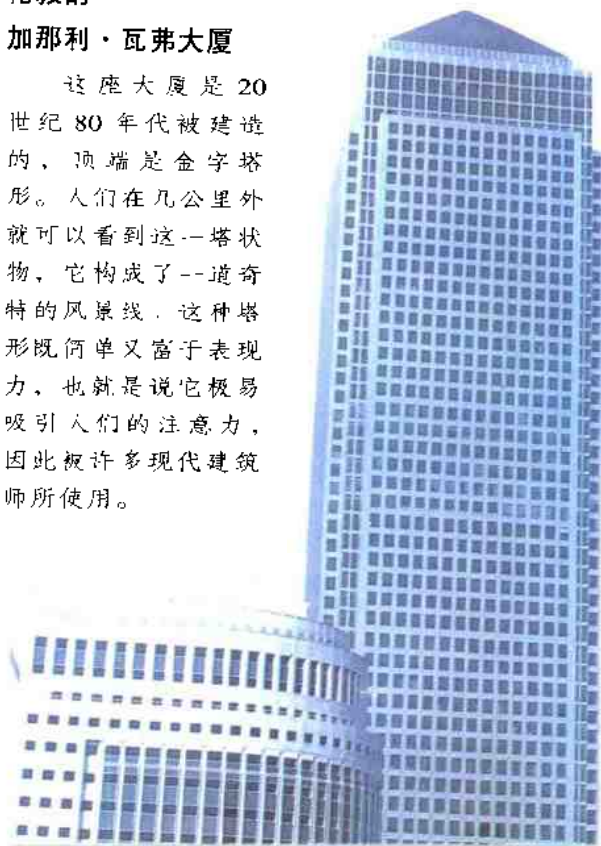 加那利·瓦弗大厦
这座大厦是 20
世纪 80 年代被建造
的，顶端是金字塔
形。人们在几公里外
就可以看到这一塔状
物，它构成了一道奇
特的风景线。这种塔
形既简单又富于表现
力，也就是说它极易
吸引人们的注意力，
因此被许多现代建筑
师所使用。